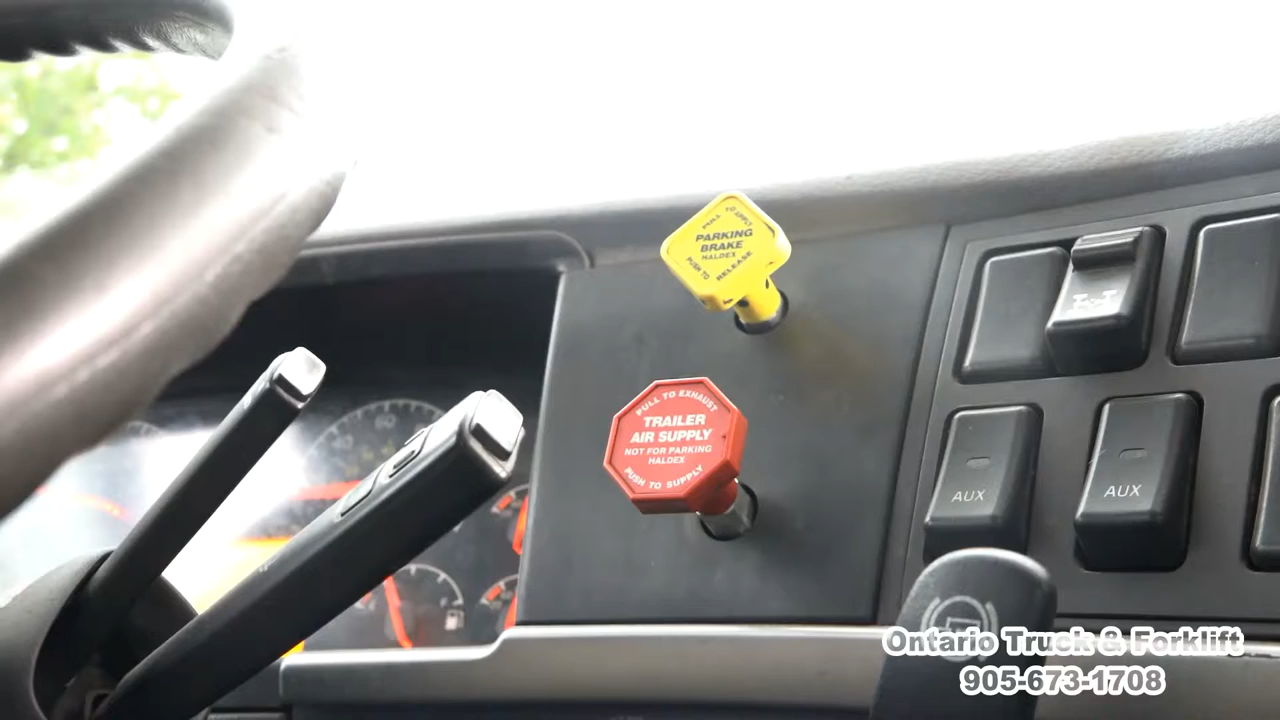 PULL TO APPLY
PARKING
BRAKE
HALDEX
PUSH TO RELEASE
PULL TO EXHAUST
TRAILER
AIR SUPPLY
NOT FOR PARKING
HALDEX
PUSH TO SUPPLY
AUX
AUX
60
Ontario Truck & Forklift
905-673-1708